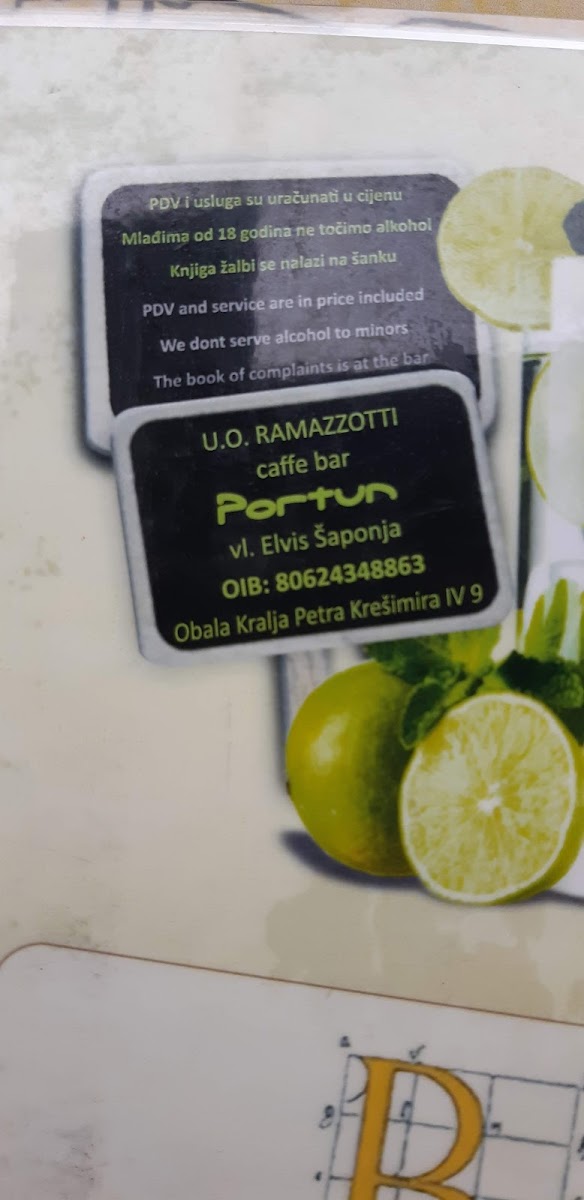 PDV i usluga su uračunati u cijenu
Mlađima od 18 godina ne točimo alkohol
Knjiga žalbi se nalazi na šanku
PDV and service are in price included
We dont serve alcohol to minors
The book of complaints is at the bar
U.O. RAMAZZOTTI
caffe bar
Portun
vl. Elvis Šaponja
OIB: 80624348863
Obala Kralja Petra Krešimira IV 9
B